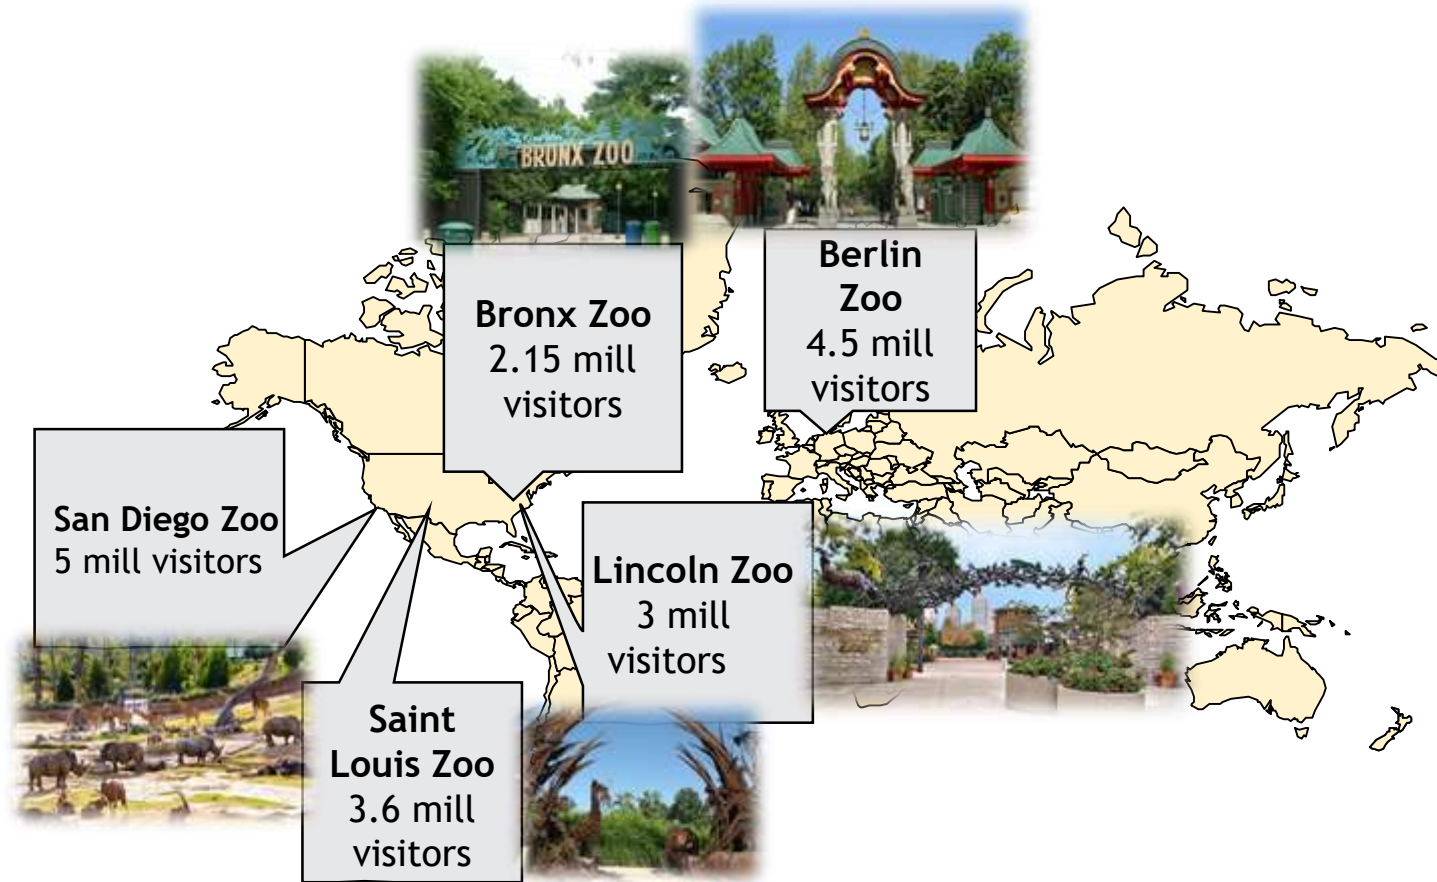 BRONX ZOO
Bronx Zoo
2.15 mill
visitors
Berlin
Zoo
4.5 mill
visitors
San Diego Zoo
5 mill visitors
Lincoln Zoo
3 mill
visitors
Saint
Louis Zoo
3.6 mill
visitors